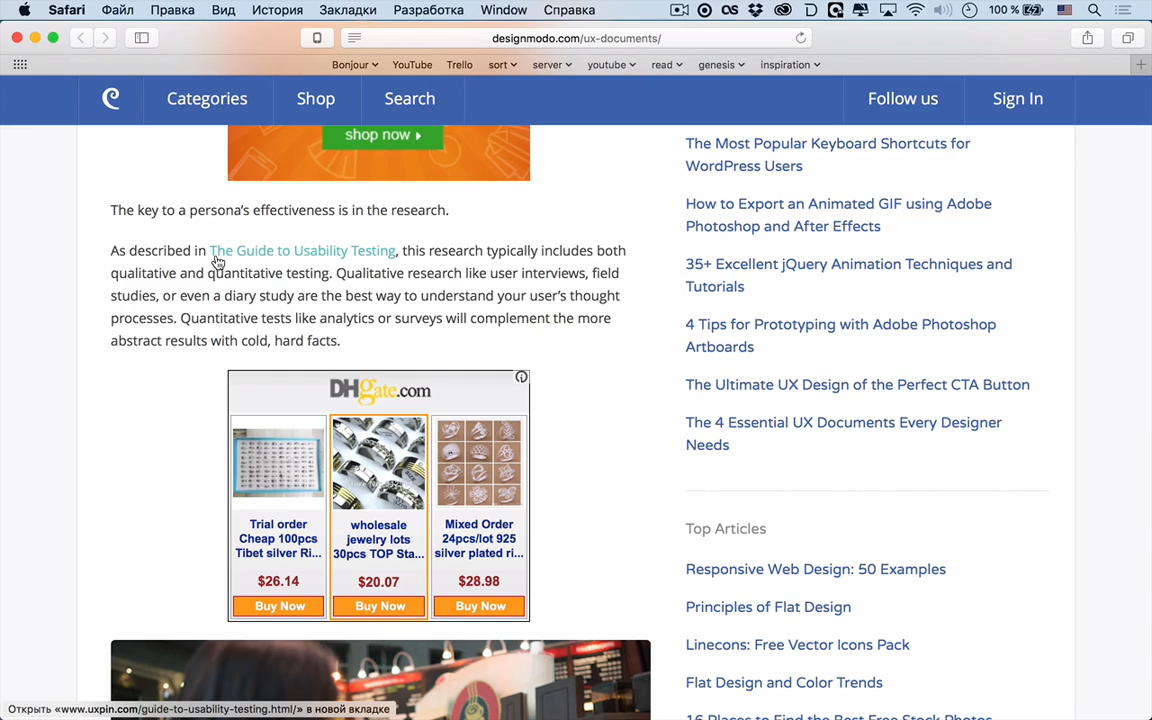 Safari Файл Правка Вид История Закладки Разработка Window Справка 100 %
designmodo.com/ux-documents/
Bonjour YouTube Trello sort server youtube read genesis inspiration
Categories Shop Search Follow us Sign In
shop now
The key to a persona's effectiveness is in the research.
As described in The Guide to Usability Testing, this research typically includes both
qualitative and quantitative testing. Qualitative research like user interviews, field
studies, or even a diary study are the best way to understand your user's thought
processes. Quantitative tests like analytics or surveys will complement the more
abstract results with cold, hard facts.
DHgate.com
Trial order
Cheap 100pcs
Tibet silver Ri...
$26.14
Buy Now
wholesale
jewelry lots
30pcs TOP Sta...
$20.07
Buy Now
Mixed Order
24pcs/lot 925
silver plated ri...
$28.98
Buy Now
The Most Popular Keyboard Shortcuts for
WordPress Users
How to Export an Animated GIF using Adobe
Photoshop and After Effects
35+ Excellent jQuery Animation Techniques and
Tutorials
4 Tips for Prototyping with Adobe Photoshop
Artboards
The Ultimate UX Design of the Perfect CTA Button
The 4 Essential UX Documents Every Designer
Needs
Top Articles
Responsive Web Design: 50 Examples
Principles of Flat Design
Linecons: Free Vector Icons Pack
Flat Design and Color Trends
16 Places to Find the Best Free Stock Photos
Открыть «www.uxpin.com/guide-to-usability-testing.html/» в новой вкладке